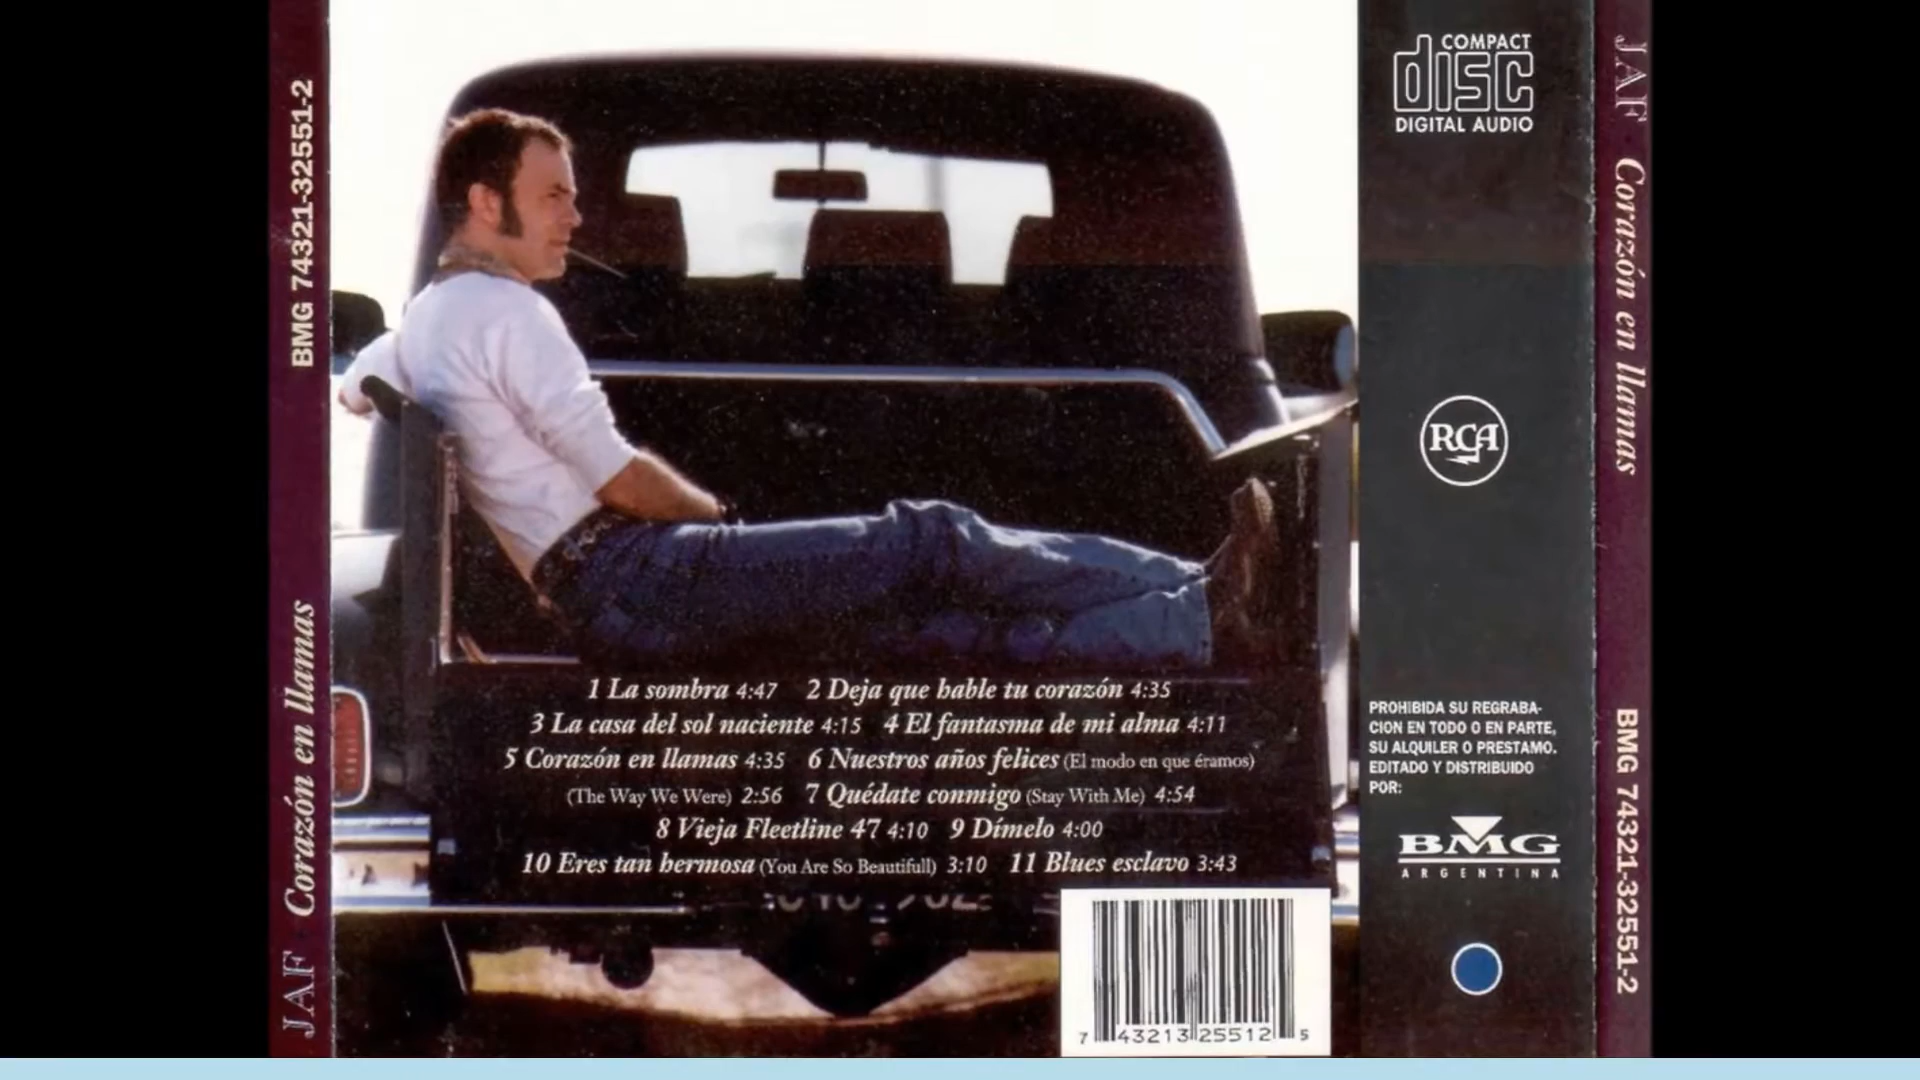 BMG 74321-32551-2
JAF · Corazón en llamas
1 La sombra 4:47 2 Deja que hable tu corazón 4:35
3 La casa del sol naciente 4:15 4 El fantasma de mi alma 4:11
5 Corazón en llamas 4:35 6 Nuestros años felices (El modo en que éramos)
(The Way We Were) 2:56 7 Quédate conmigo (Stay With Me) 4:54
8 Vieja Fleetline 47 4:10 9 Dímelo 4:00
10 Eres tan hermosa (You Are So Beautifull) 3:10 11 Blues esclavo 3:43
7 43213 25512 5
COMPACT
disc
DIGITAL AUDIO
RCA
PROHIBIDA SU REGRABA-
CION EN TODO O EN PARTE,
SU ALQUILER O PRESTAMO.
EDITADO Y DISTRIBUIDO
POR:
BMG
ARGENTINA
JAF · Corazón en llamas
BMG 74321-32551-2